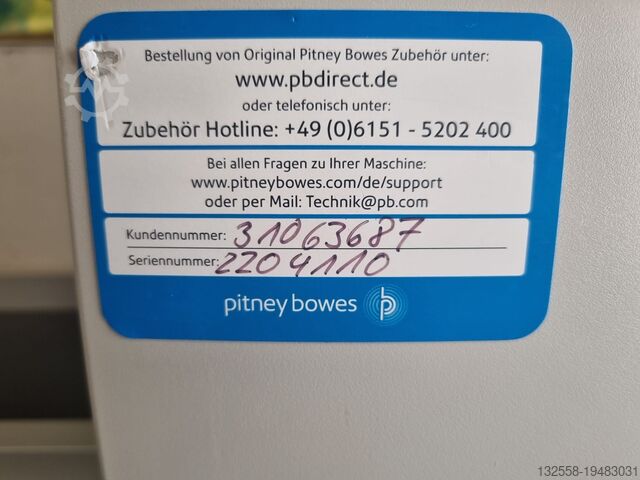 Bestellung von Original Pitney Bowes Zubehör unter:
www.pbdirect.de
oder telefonisch unter:
Zubehör Hotline: +49 (0)6151 - 5202 400
Bei allen Fragen zu Ihrer Maschine:
www.pitneybowes.com/de/support
oder per Mail: Technik@pb.com
Kundennummer: 31063687
Seriennummer: 2204110
pitney bowes
132558-19483031